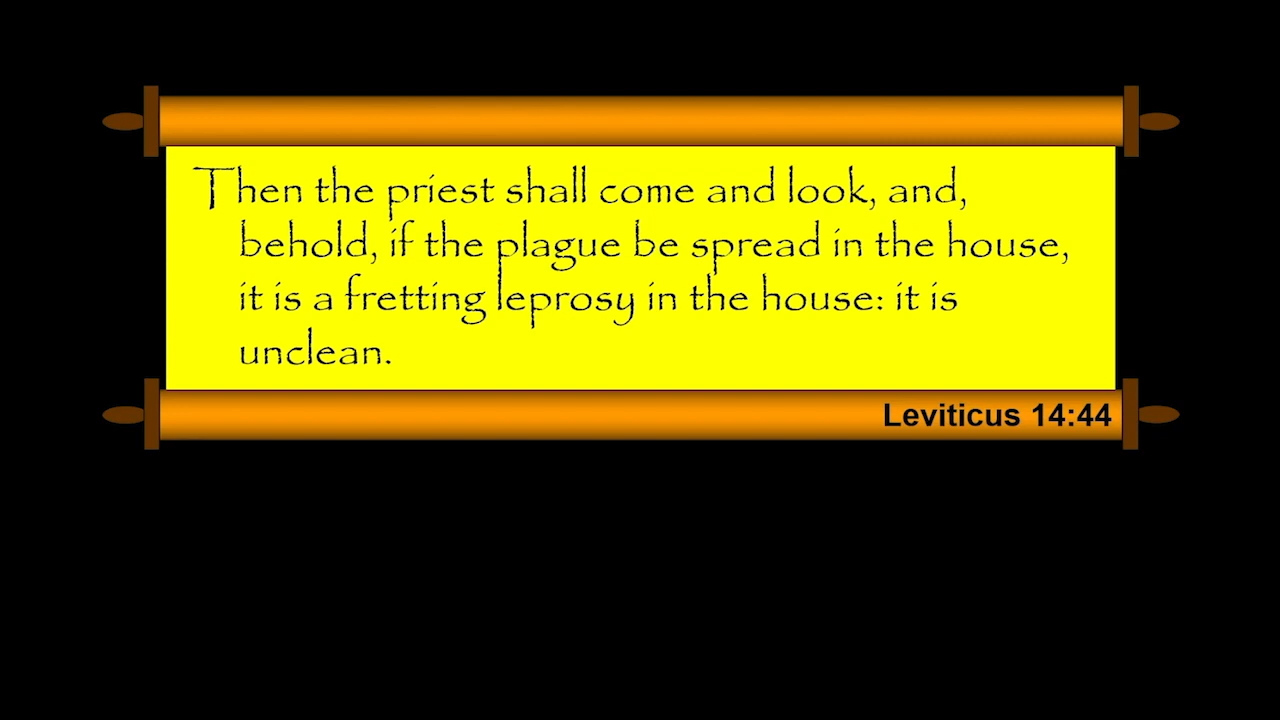 Then the priest shall come and look, and,
behold, if the plague be spread in the house,
it is a fretting leprosy in the house: it is
unclean.
Leviticus 14:44